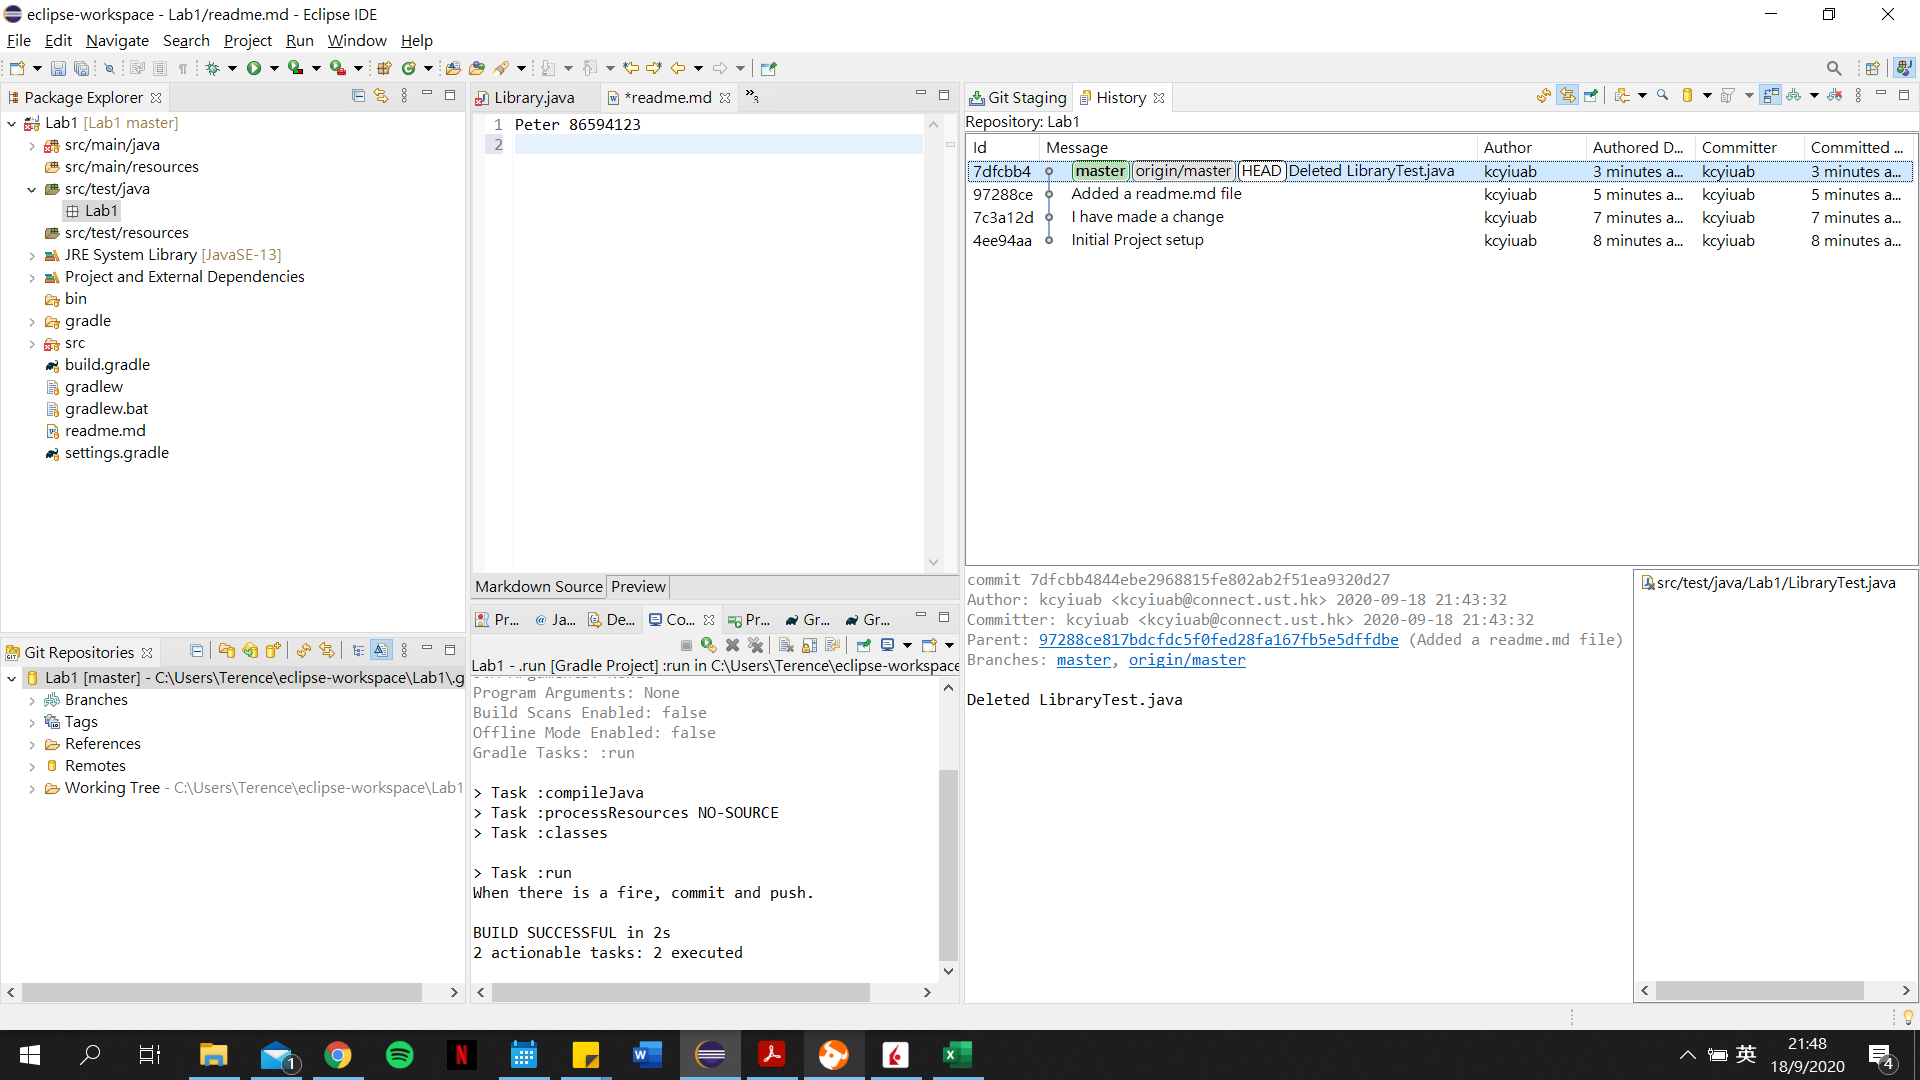 eclipse-workspace - Lab1/readme.md - Eclipse IDE
File Edit Navigate Search Project Run Window Help
Package Explorer
Lab1 [Lab1 master]
src/main/java
src/main/resources
src/test/java
Lab1
src/test/resources
JRE System Library [JavaSE-13]
Project and External Dependencies
bin
gradle
src
build.gradle
gradlew
gradlew.bat
readme.md
settings.gradle
Git Repositories
Lab1 [master] - C:\Users\Terence\eclipse-workspace\Lab1\.g
Branches
Tags
References
Remotes
Working Tree - C:\Users\Terence\eclipse-workspace\Lab1
Library.java *readme.md »3
1 Peter 86594123
2
Markdown Source Preview
Pr... Ja... De... Co... Pr... Gr... Gr...
Lab1 - .run [Gradle Project] :run in C:\Users\Terence\eclipse-workspace
Program Arguments: None
Build Scans Enabled: false
Offline Mode Enabled: false
Gradle Tasks: :run
> Task :compileJava
> Task :processResources NO-SOURCE
> Task :classes
> Task :run
When there is a fire, commit and push.
BUILD SUCCESSFUL in 2s
2 actionable tasks: 2 executed
Git Staging History
Repository: Lab1
Id Message Author Authored D... Committer Committed ...
7dfcbb4 master origin/master HEAD Deleted LibraryTest.java kcyiuab 3 minutes a... kcyiuab 3 minutes a...
97288ce Added a readme.md file kcyiuab 5 minutes a... kcyiuab 5 minutes a...
7c3a12d I have made a change kcyiuab 7 minutes a... kcyiuab 7 minutes a...
4ee94aa Initial Project setup kcyiuab 8 minutes a... kcyiuab 8 minutes a...
commit 7dfcbb4844ebe2968815fe802ab2f51ea9320d27
Author: kcyiuab <kcyiuab@connect.ust.hk> 2020-09-18 21:43:32
Committer: kcyiuab <kcyiuab@connect.ust.hk> 2020-09-18 21:43:32
Parent: 97288ce817bdcfdc5f0fed28fa167fb5e5dffdbe (Added a readme.md file)
Branches: master, origin/master
Deleted LibraryTest.java
src/test/java/Lab1/LibraryTest.java
1
英
21:48
18/9/2020
4